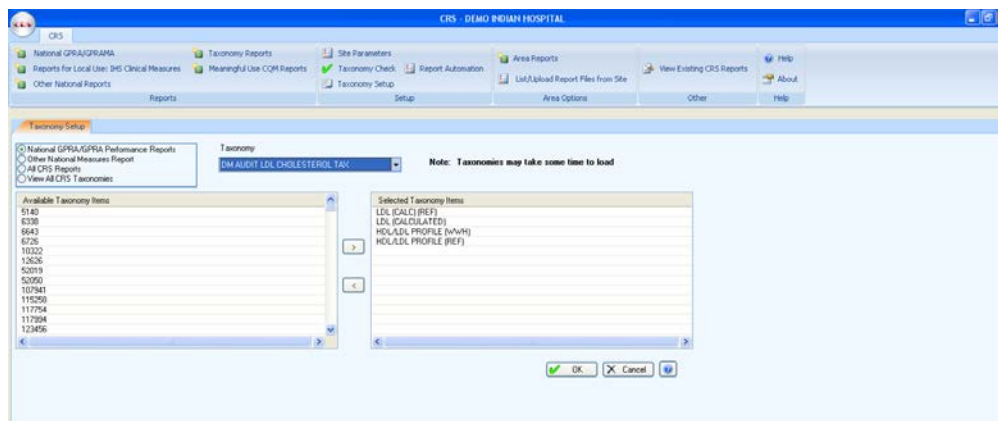 CRS - DEMO INDIAN HOSPITAL
CRS
National GPRA/GPRAMA
Reports for Local Use: IHS Clinical Measures
Other National Reports
Taxonomy Reports
Meaningful Use CQM Reports
Reports
Site Parameters
Taxonomy Check
Report Automation
Taxonomy Setup
Setup
Area Reports
List/Upload Report Files from Site
Area Options
View Existing CRS Reports
Other
Help
About
Help
Taxonomy Setup
National GPRA/GPRA Performance Reports
Other National Measures Report
All CRS Reports
View All CRS Taxonomies
Taxonomy
DM AUDIT LDL CHOLESTEROL TAX
Note: Taxonomies may take some time to load
Available Taxonomy Items
5140
6338
6643
6726
10322
12626
52019
52050
107941
115258
117754
117994
123456
>
<
Selected Taxonomy Items
LDL (CALC) (REF)
LDL (CALCULATED)
HDL/LDL PROFILE (WWH)
HDL/LDL PROFILE (REF)
OK
Cancel